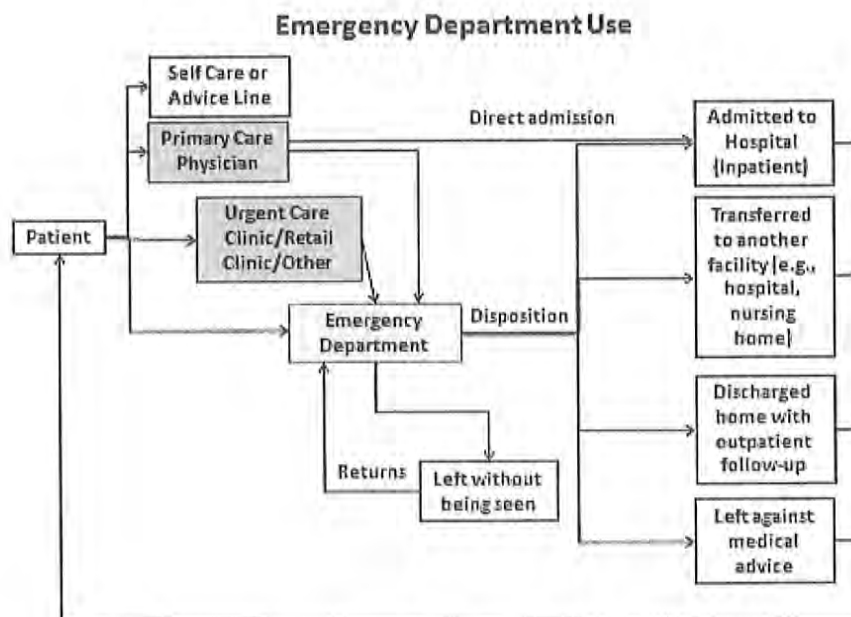 Emergency Department Use
Self Care or
Advice Line
Primary Care
Physician
Direct admission
Admitted to
Hospital
(Inpatient)
Patient
Urgent Care
Clinic/Retail
Clinic/Other
Transferred
to another
facility (e.g.,
hospital,
nursing
home)
Emergency
Department
Disposition
Discharged
home with
outpatient
follow-up
Returns
Left without
being seen
Left against
medical
advice